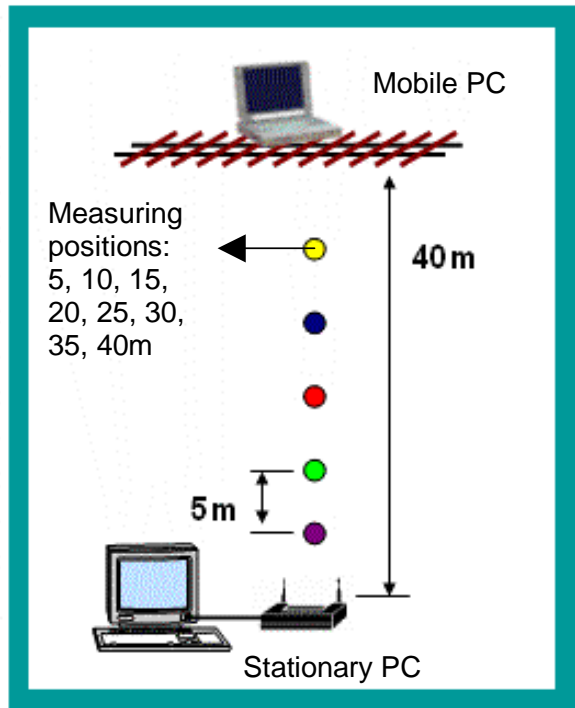 Mobile PC
Measuring
positions:
5, 10, 15,
20, 25, 30,
35, 40m
40m
5m
Stationary PC